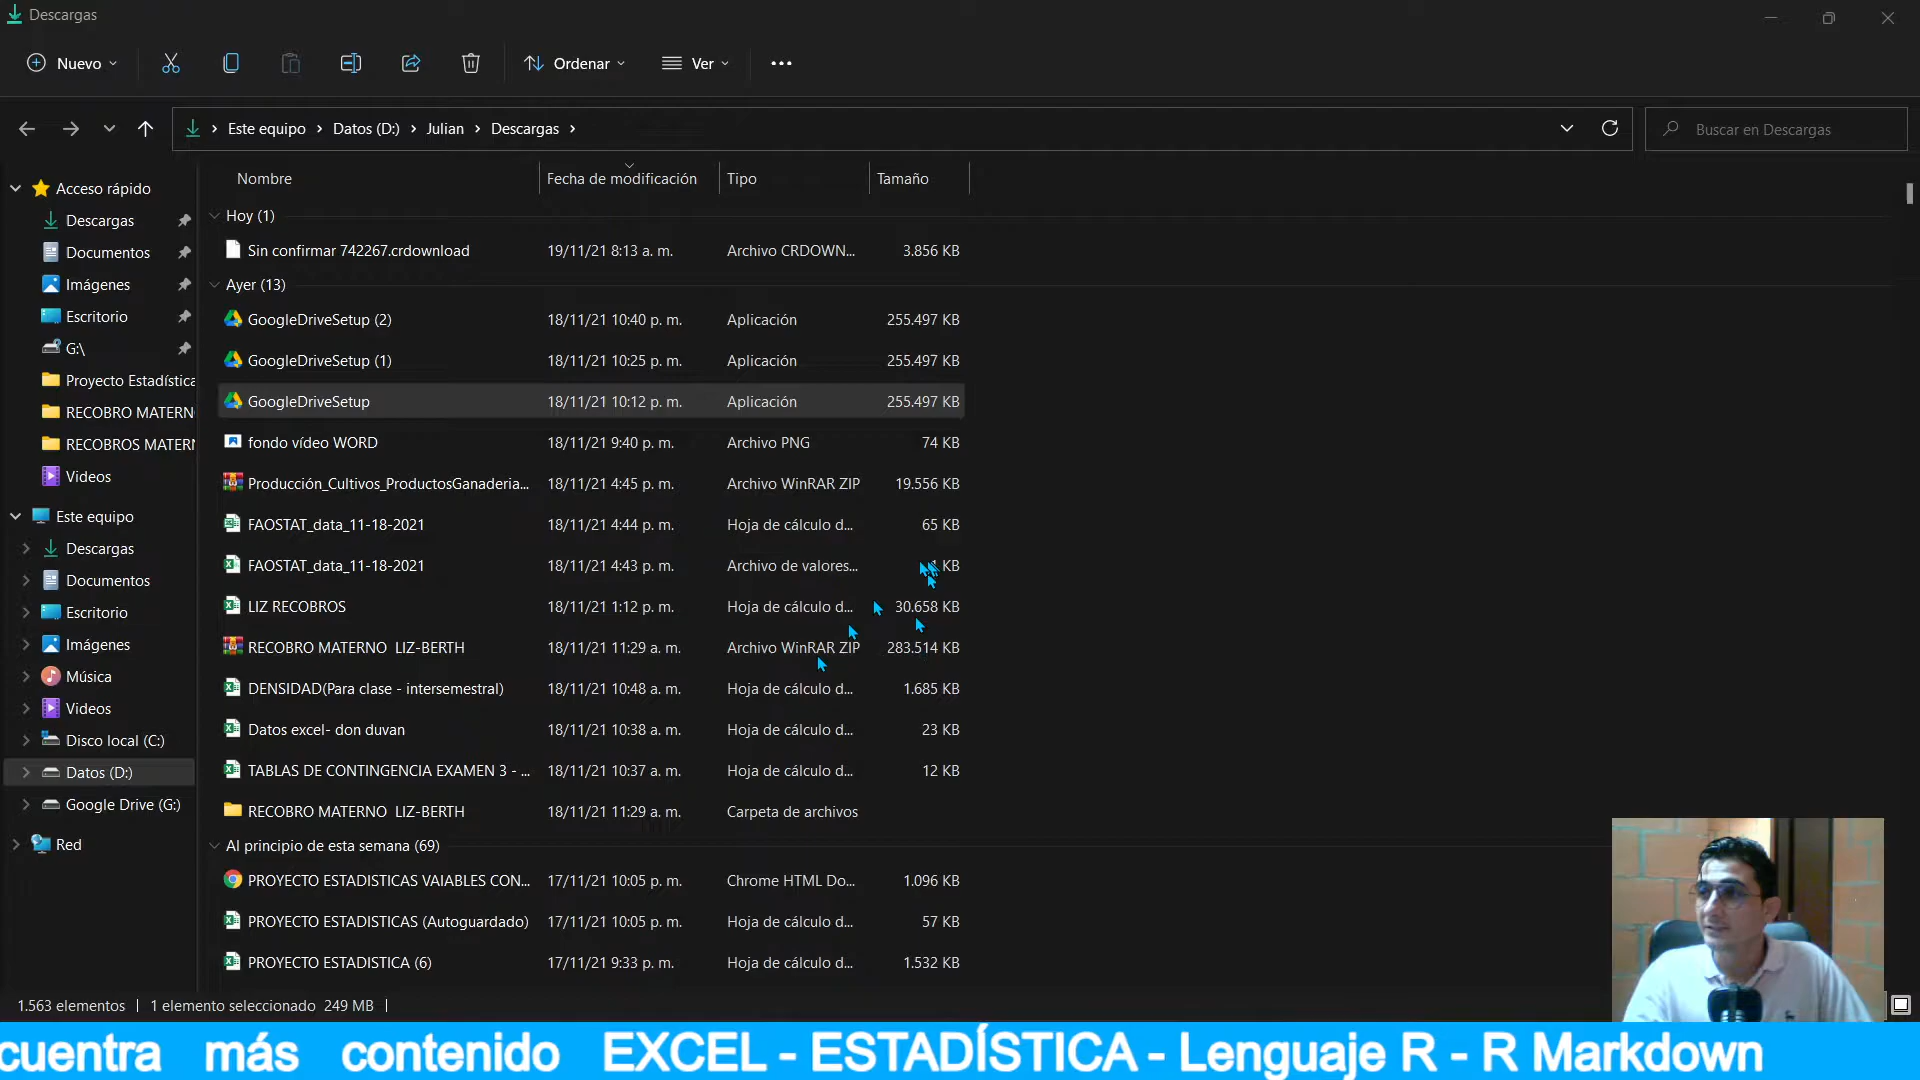 Descargas
Nuevo
Ordenar
Ver
Este equipo
Datos (D:)
Julian
Descargas
Buscar en Descargas
Nombre
Fecha de modificación
Tipo
Tamaño
Acceso rápido
Descargas
Documentos
Imágenes
Escritorio
G:\
Proyecto Estadística
RECOBRO MATERN
RECOBROS MATERN
Videos
Este equipo
Descargas
Documentos
Escritorio
Imágenes
Música
Videos
Disco local (C:)
Datos (D:)
Google Drive (G:)
Red
Hoy (1)
Sin confirmar 742267.crdownload 19/11/21 8:13 a. m. Archivo CRDOWN... 3.856 KB
Ayer (13)
GoogleDriveSetup (2) 18/11/21 10:40 p. m. Aplicación 255.497 KB
GoogleDriveSetup (1) 18/11/21 10:25 p. m. Aplicación 255.497 KB
GoogleDriveSetup 18/11/21 10:12 p. m. Aplicación 255.497 KB
fondo vídeo WORD 18/11/21 9:40 p. m. Archivo PNG 74 KB
Producción_Cultivos_ProductosGanaderia... 18/11/21 4:45 p. m. Archivo WinRAR ZIP 19.556 KB
FAOSTAT_data_11-18-2021 18/11/21 4:44 p. m. Hoja de cálculo d... 65 KB
FAOSTAT_data_11-18-2021 18/11/21 4:43 p. m. Archivo de valores... KB
LIZ RECOBROS 18/11/21 1:12 p. m. Hoja de cálculo d... 30.658 KB
RECOBRO MATERNO LIZ-BERTH 18/11/21 11:29 a. m. Archivo WinRAR ZIP 283.514 KB
DENSIDAD(Para clase - intersemestral) 18/11/21 10:48 a. m. Hoja de cálculo d... 1.685 KB
Datos excel- don duvan 18/11/21 10:38 a. m. Hoja de cálculo d... 23 KB
TABLAS DE CONTINGENCIA EXAMEN 3 - ... 18/11/21 10:37 a. m. Hoja de cálculo d... 12 KB
RECOBRO MATERNO LIZ-BERTH 18/11/21 11:29 a. m. Carpeta de archivos
Al principio de esta semana (69)
PROYECTO ESTADISTICAS VAIABLES CON... 17/11/21 10:05 p. m. Chrome HTML Do... 1.096 KB
PROYECTO ESTADISTICAS (Autoguardado) 17/11/21 10:05 p. m. Hoja de cálculo d... 57 KB
PROYECTO ESTADISTICA (6) 17/11/21 9:33 p. m. Hoja de cálculo d... 1.532 KB
1.563 elementos
1 elemento seleccionado 249 MB
cuentra más contenido EXCEL - ESTADÍSTICA - Lenguaje R - R Markdown